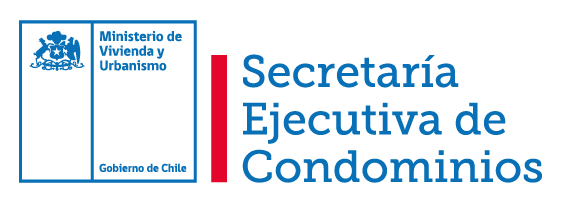 Ministerio de
Vivienda y
Urbanismo
Gobierno de Chile
Secretaría
Ejecutiva de
Condominios